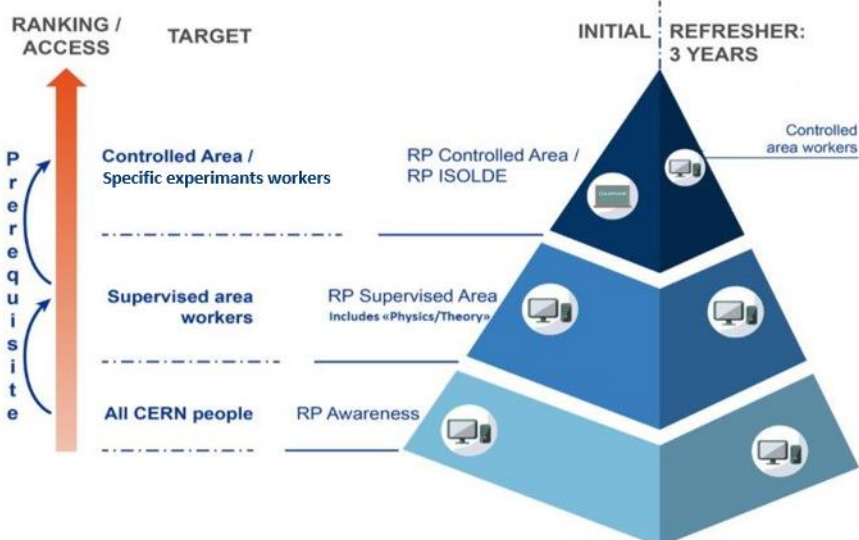 RANKING /
ACCESS
TARGET
INITIAL
REFRESHER:
3 YEARS
Prerequisite
Controlled Area /
Specific experimants workers
RP Controlled Area /
RP ISOLDE
Controlled
area workers
Supervised area
workers
RP Supervised Area
Includes «Physics/Theory»
All CERN people
RP Awareness